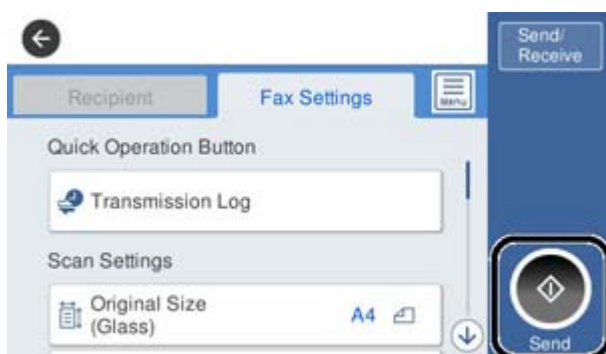 Send/
Receive
Recipient
Fax Settings
Menu
Quick Operation Button
Transmission Log
Scan Settings
Original Size
(Glass)
A4
Send